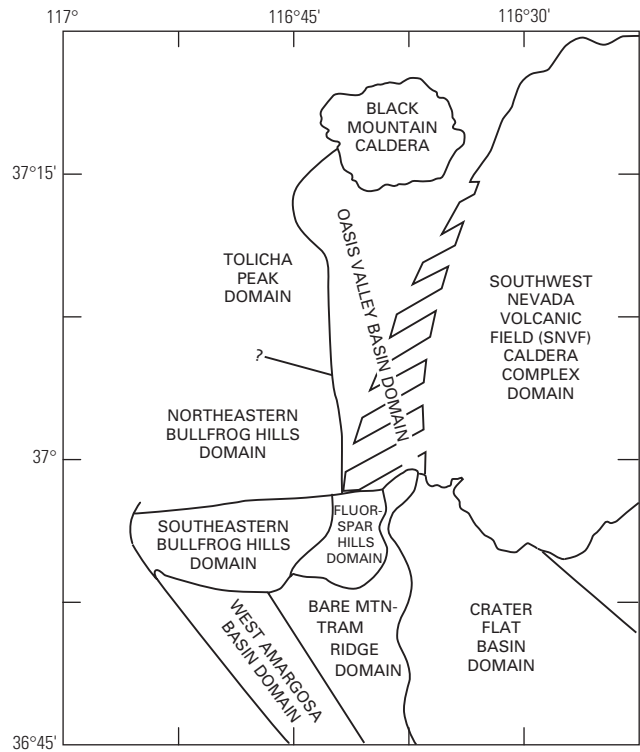 117°
116°45'
116°30'
BLACK
MOUNTAIN
CALDERA
37°15'
OASIS VALLEY BASIN DOMAIN
TOLICHA
PEAK
DOMAIN
SOUTHWEST
NEVADA
VOLCANIC
FIELD (SNVF)
CALDERA
COMPLEX
DOMAIN
?
NORTHEASTERN
BULLFROG HILLS
DOMAIN
37°
SOUTHEASTERN
BULLFROG HILLS
DOMAIN
FLUOR-
SPAR
HILLS
DOMAIN
WEST AMARGOSA
BASIN DOMAIN
BARE MTN-
TRAM
RIDGE
DOMAIN
CRATER
FLAT
BASIN
DOMAIN
36°45'